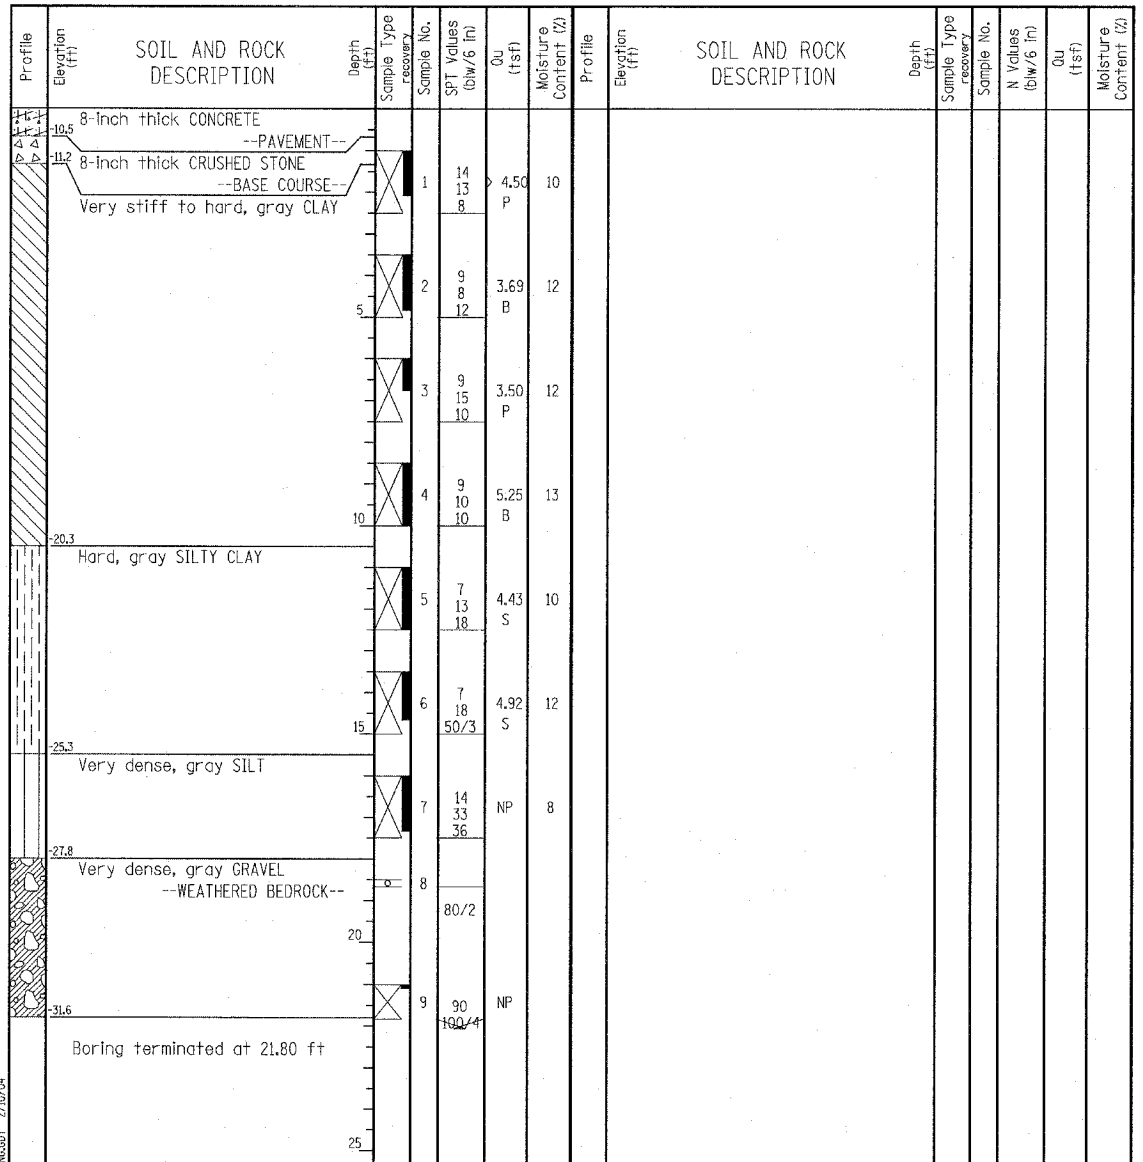 Profile
Elevation (ft)
SOIL AND ROCK
DESCRIPTION
Depth (ft)
Sample Type
recovery
Sample No.
SPT Values (blw/6 in)
Qu (tsf)
Moisture Content (%)
Profile
Elevation (ft)
SOIL AND ROCK
DESCRIPTION
Depth (ft)
Sample Type
recovery
Sample No.
N Values (blw/6 in)
Qu (tsf)
Moisture Content (%)
8-inch thick CONCRETE
-10.5
--PAVEMENT--
-11.2 8-inch thick CRUSHED STONE
--BASE COURSE--
Very stiff to hard, gray CLAY
1
14
13
8
> 4.50
P
10
2
9
8
12
3.69
B
12
5
3
9
15
10
3.50
P
12
4
9
10
10
5.25
B
13
10
-20.3
Hard, gray SILTY CLAY
5
7
13
18
4.43
S
10
6
7
18
50/3
4.92
S
12
15
-25.3
Very dense, gray SILT
7
14
33
36
NP
8
-27.8
Very dense, gray GRAVEL
--WEATHERED BEDROCK--
8
80/2
20
9
90
100/4
NP
-31.6
Boring terminated at 21.80 ft
25